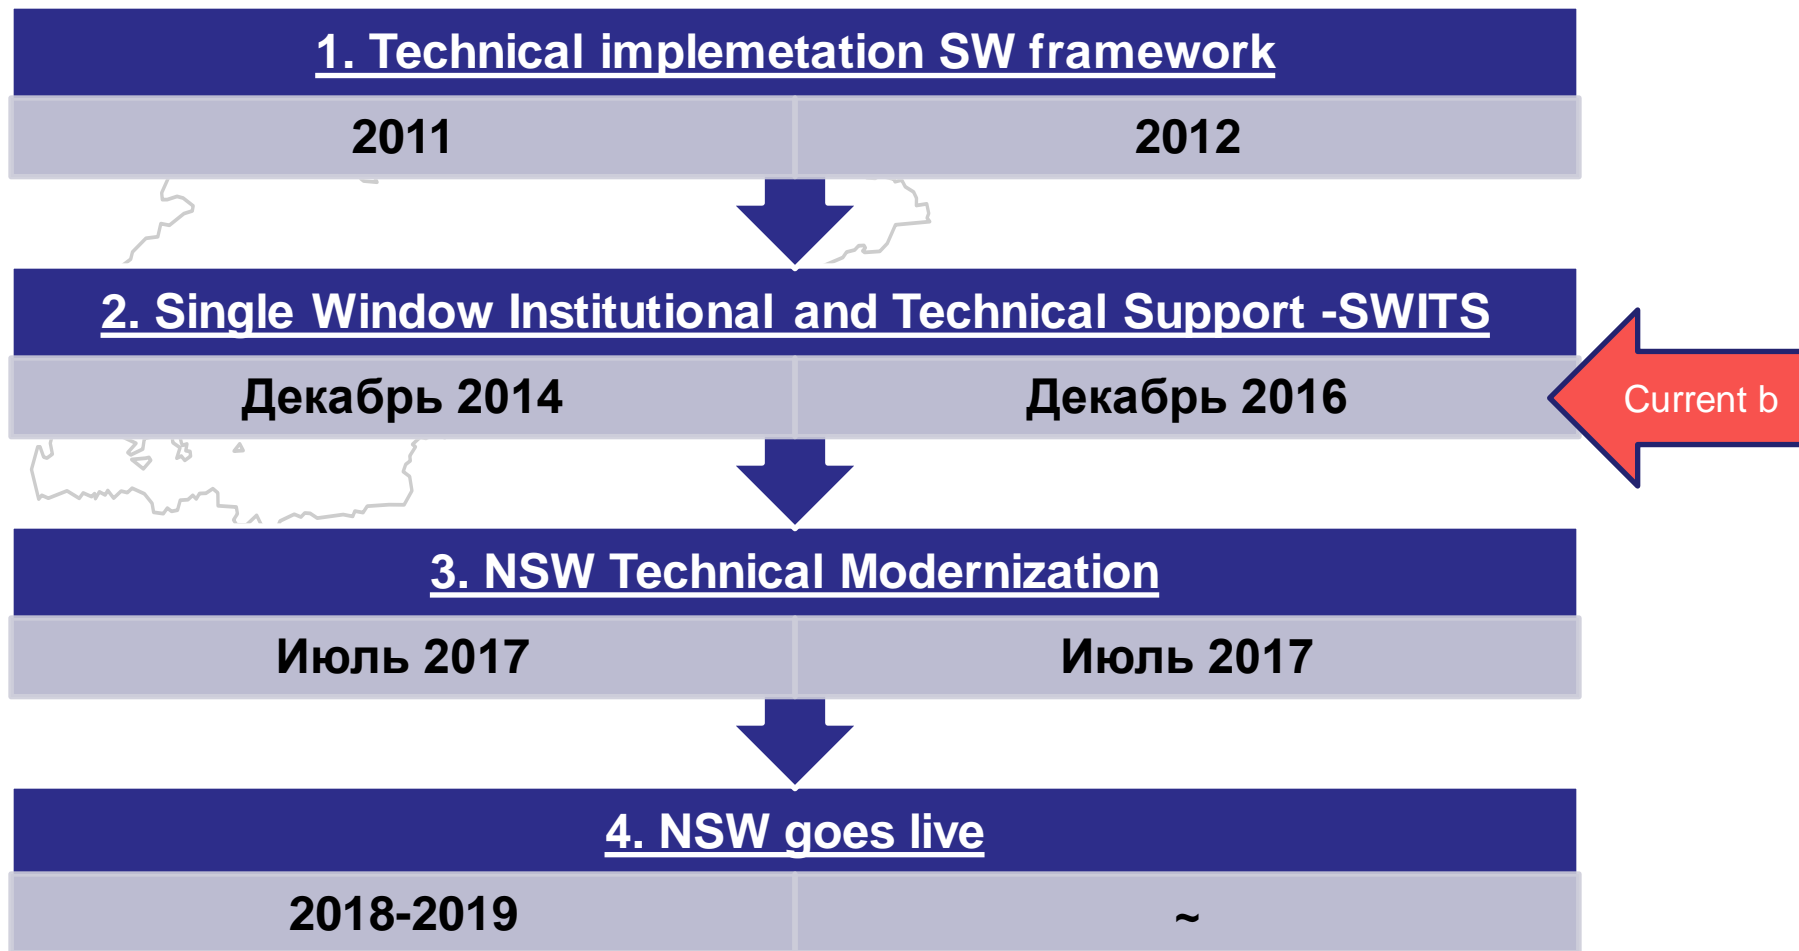 1. Technical implemetation SW framework
2011 2012
2. Single Window Institutional and Technical Support -SWITS
Декабрь 2014 Декабрь 2016
Current b
3. NSW Technical Modernization
Июль 2017 Июль 2017
4. NSW goes live
2018-2019 ~